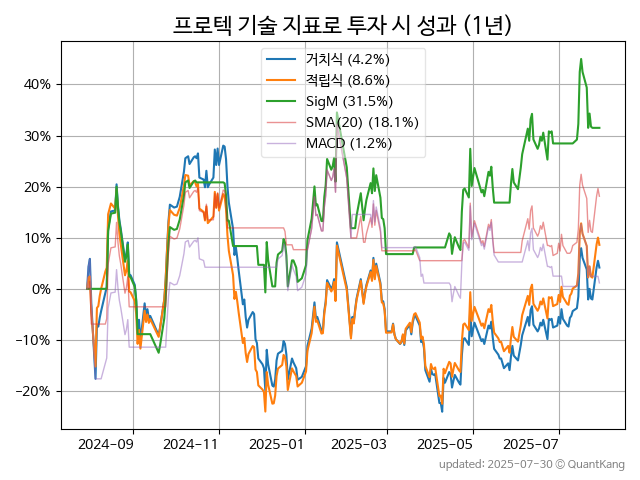 프로텍 기술 지표로 투자 시 성과 (1년)
거치식 (4.2%)
적립식 (8.6%)
SigM (31.5%)
SMA(20) (18.1%)
MACD (1.2%)
40%
30%
20%
10%
0%
−10%
−20%
2024-09
2024-11
2025-01
2025-03
2025-05
2025-07
updated: 2025-07-30 © QuantKang